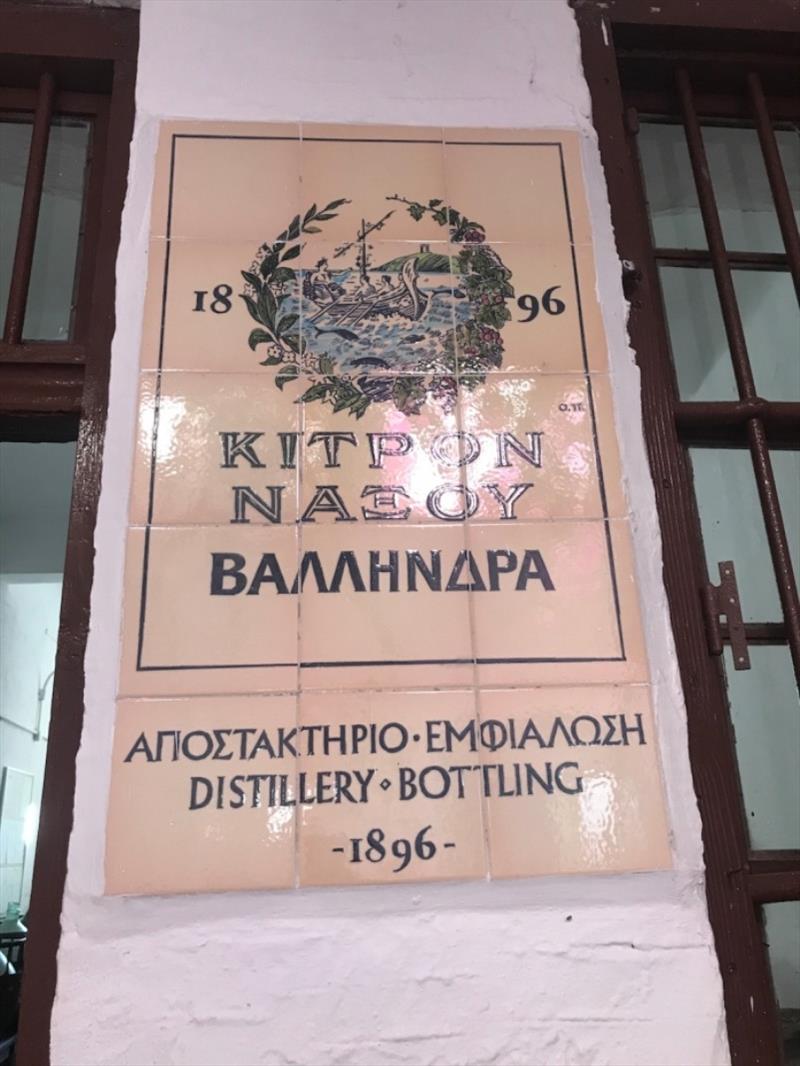 18 96
Ο.Π.
ΚΙΤΡΟΝ
ΝΑΞΟΥ
ΒΑΛΛΗΝΔΡΑ
ΑΠΟΣΤΑΚΤΗΡΙΟ · ΕΜΦΙΑΛΩΣΗ
DISTILLERY ⋄ BOTTLING
-1896-